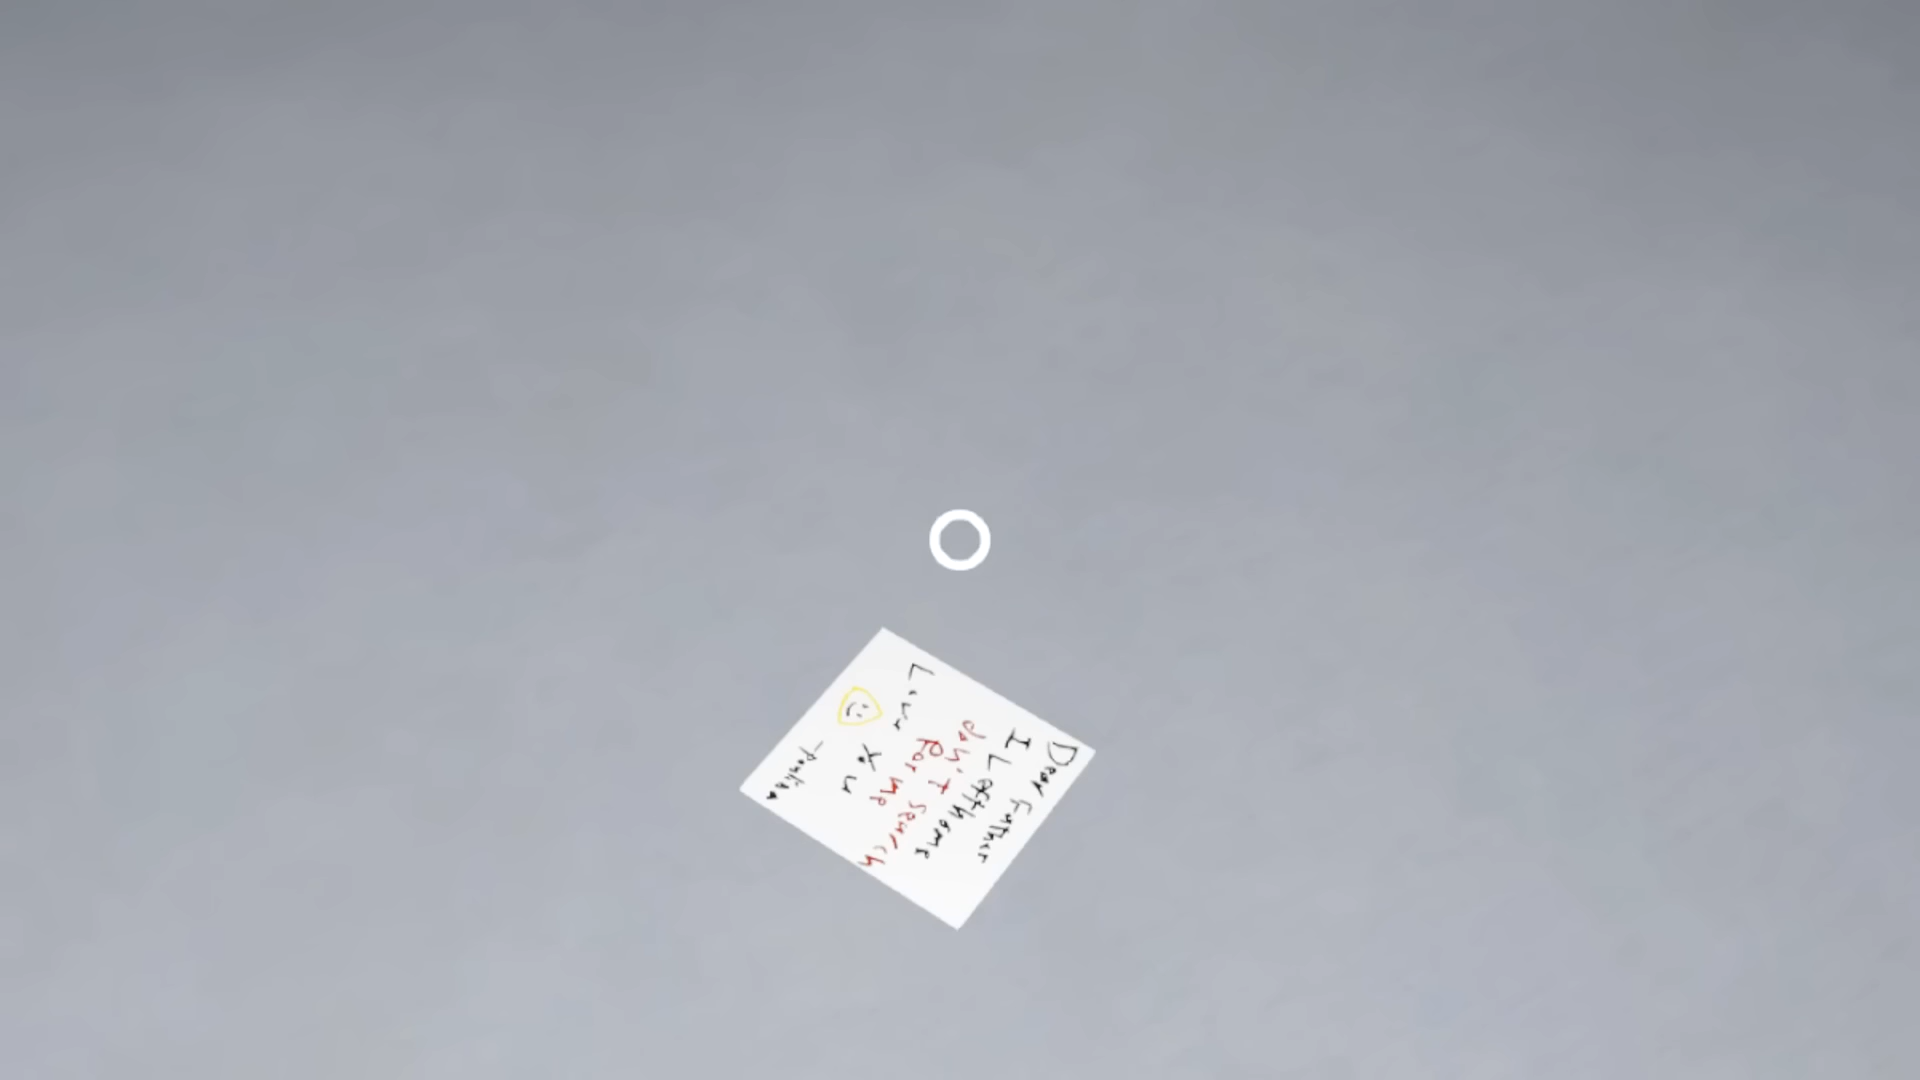 Dear father
I Left home
don't search
for me
Love You